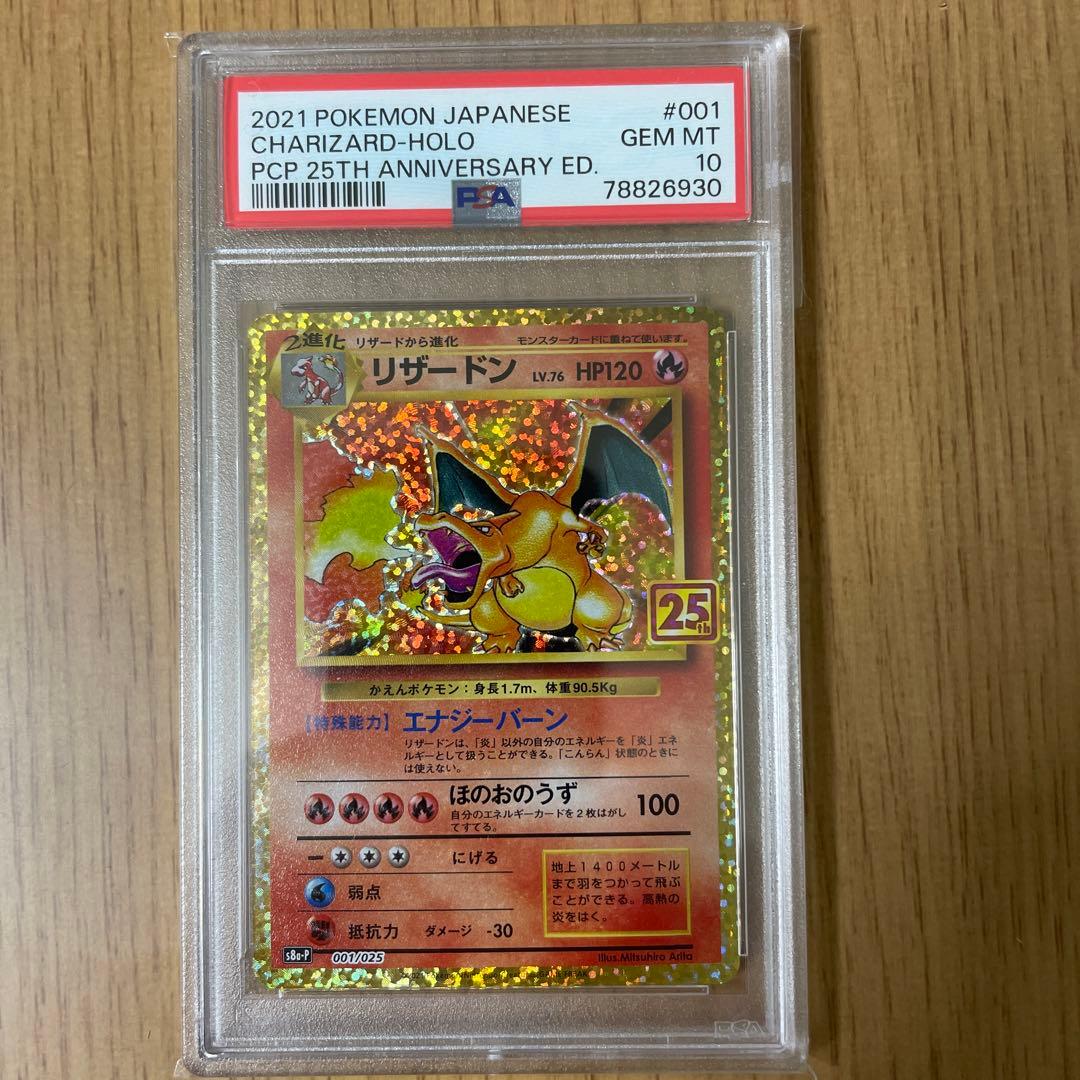 2021 POKEMON JAPANESE #001
CHARIZARD-HOLO GEM MT
PCP 25TH ANNIVERSARY ED. 10
PSA 78826930
2進化 リザードから進化 モンスターカードに重ねて使います。
リザードン LV.76 HP120
25th
かえんポケモン：身長1.7m、体重90.5Kg
【特殊能力】エナジーバーン
リザードンは、「炎」以外の自分のエネルギーを「炎」エネ
ルギーとして扱うことができる。「こんらん」状態のときに
は使えない。
ほのおのうず 100
自分のエネルギーカードを2枚はがし
てすてる。
にげる
弱点
抵抗力 ダメージ -30
地上1400メートル
まで羽をつかって飛ぶ
ことができる。高熱の
炎をはく。
s8a-P 001/025
Illus.Mitsuhiro Arita
PSA